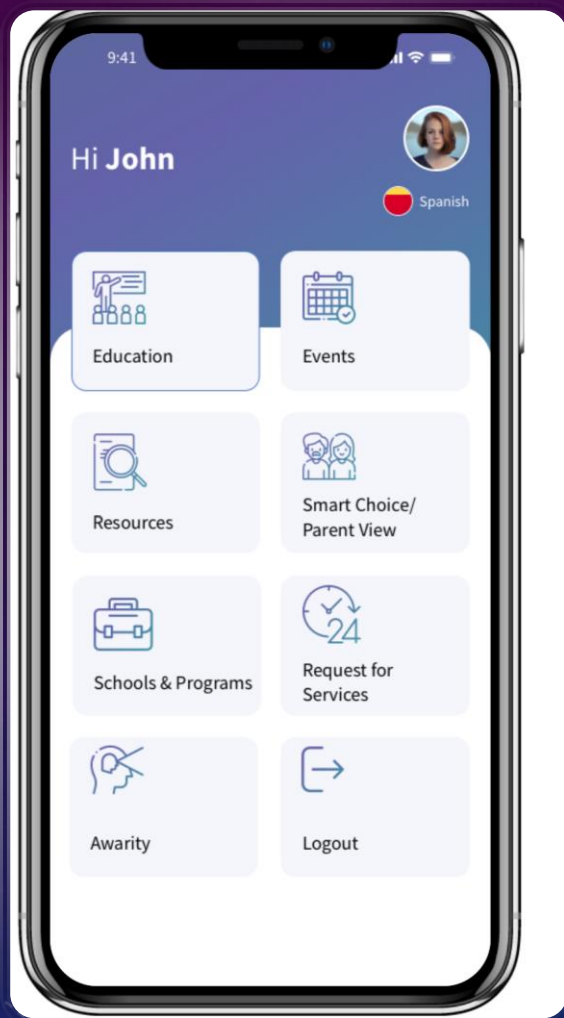 9:41
Hi John
Spanish
Education
Events
Resources
Smart Choice/
Parent View
Schools & Programs
24
Request for
Services
Awarity
Logout